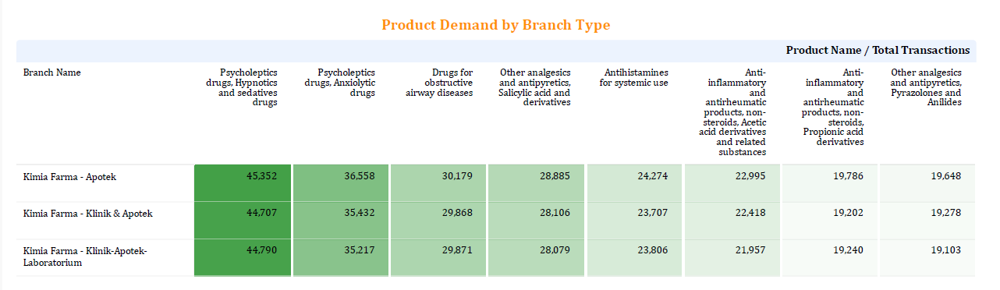 Product Demand by Branch Type
Product Name / Total Transactions
Branch Name
Psycholeptics
drugs, Hypnotics
and sedatives
drugs
Psycholeptics
drugs, Anxiolytic
drugs
Drugs for
obstructive
airway diseases
Other analgesics
and antipyretics,
Salicylic acid and
derivatives
Antihistamines
for systemic use
Anti-
inflammatory
and
antirheumatic
products, non-
steroids, Acetic
acid derivatives
and related
substances
Anti-
inflammatory
and
antirheumatic
products, non-
steroids,
Propionic acid
derivatives
Other analgesics
and antipyretics,
Pyrazolones and
Anilides
Kimia Farma - Apotek 45,352 36,558 30,179 28,885 24,274 22,995 19,786 19,648
Kimia Farma - Klinik & Apotek 44,707 35,432 29,868 28,106 23,707 22,418 19,202 19,278
Kimia Farma - Klinik-Apotek- 44,790 35,217 29,871 28,079 23,806 21,957 19,240 19,103
Laboratorium